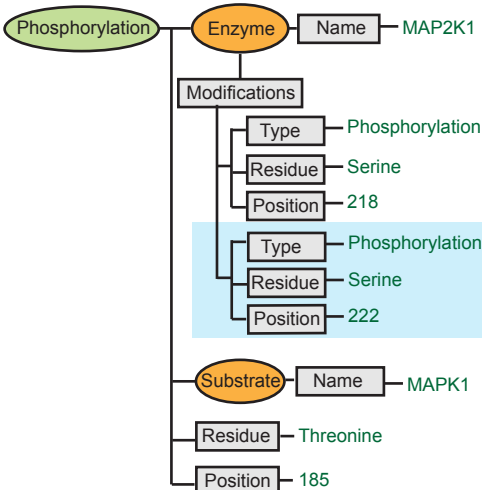 Phosphorylation Enzyme Name MAP2K1
Modifications
Type Phosphorylation
Residue Serine
Position 218
Type Phosphorylation
Residue Serine
Position 222
Substrate Name MAPK1
Residue Threonine
Position 185